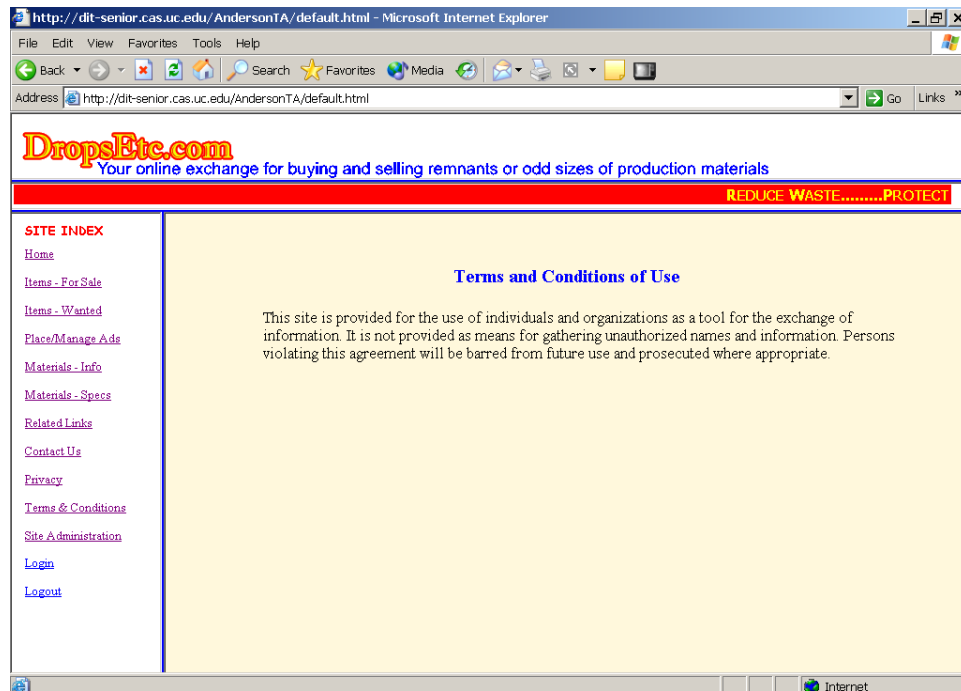 http://dit-senior.cas.uc.edu/AndersonTA/default.html - Microsoft Internet Explorer
File Edit View Favorites Tools Help
Back Search Favorites Media
Address http://dit-senior.cas.uc.edu/AndersonTA/default.html Go Links »
DropsEtc.com
Your online exchange for buying and selling remnants or odd sizes of production materials
REDUCE WASTE.........PROTECT
SITE INDEX
Home
Items - For Sale
Items - Wanted
Place/Manage Ads
Materials - Info
Materials - Specs
Related Links
Contact Us
Privacy
Terms & Conditions
Site Administration
Login
Logout
Terms and Conditions of Use
This site is provided for the use of individuals and organizations as a tool for the exchange of
information. It is not provided as means for gathering unauthorized names and information. Persons
violating this agreement will be barred from future use and prosecuted where appropriate.
Internet